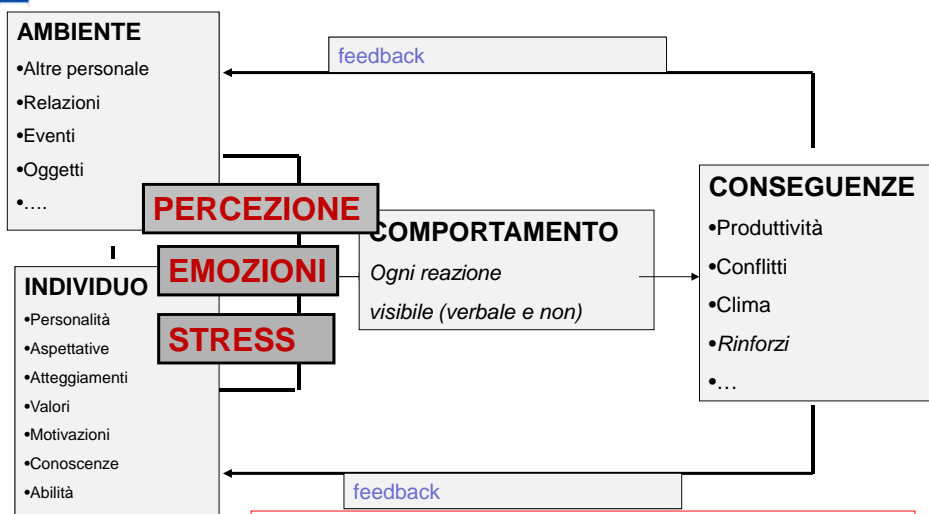 AMBIENTE
•Altre personale
•Relazioni
•Eventi
•Oggetti
•....
feedback
PERCEZIONE
EMOZIONI
STRESS
INDIVIDUO
•Personalità
•Aspettative
•Atteggiamenti
•Valori
•Motivazioni
•Conoscenze
•Abilità
COMPORTAMENTO
Ogni reazione
visibile (verbale e non)
CONSEGUENZE
•Produttività
•Conflitti
•Clima
•Rinforzi
•…
feedback